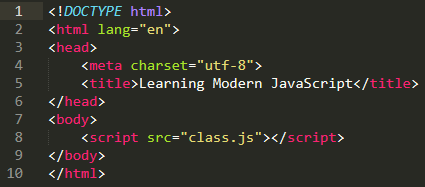 1 <!DOCTYPE html>
2 <html lang="en">
3 <head>
4     <meta charset="utf-8">
5     <title>Learning Modern JavaScript</title>
6 </head>
7 <body>
8     <script src="class.js"></script>
9 </body>
10 </html>